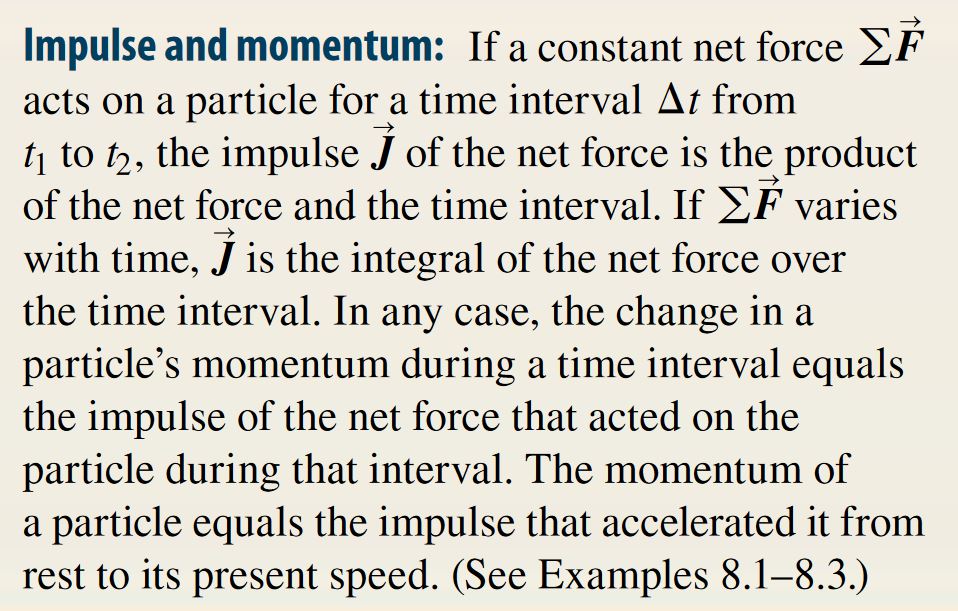 Impulse and momentum: If a constant net force ∑F⃗
acts on a particle for a time interval Δt from
t₁ to t₂, the impulse J⃗ of the net force is the product
of the net force and the time interval. If ∑F⃗ varies
with time, J⃗ is the integral of the net force over
the time interval. In any case, the change in a
particle’s momentum during a time interval equals
the impulse of the net force that acted on the
particle during that interval. The momentum of
a particle equals the impulse that accelerated it from
rest to its present speed. (See Examples 8.1–8.3.)